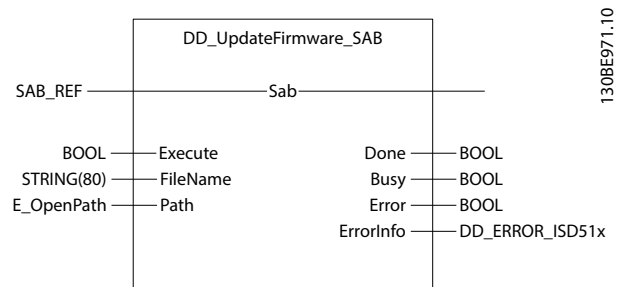 DD_UpdateFirmware_SAB
SAB_REF Sab
BOOL Execute Done BOOL
STRING(80) FileName Busy BOOL
E_OpenPath Path Error BOOL
ErrorInfo DD_ERROR_ISD51x
130BE971.10